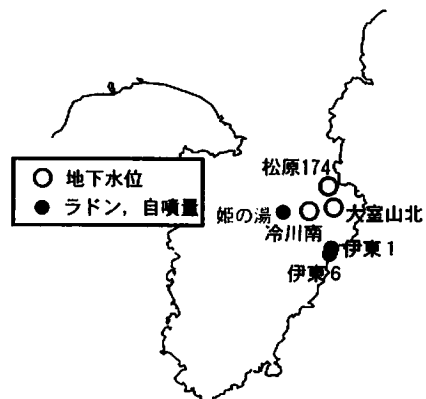 松原174
地下水位
ラドン，自噴量
姫の湯
大室山北
冷川南
伊東1
伊東6